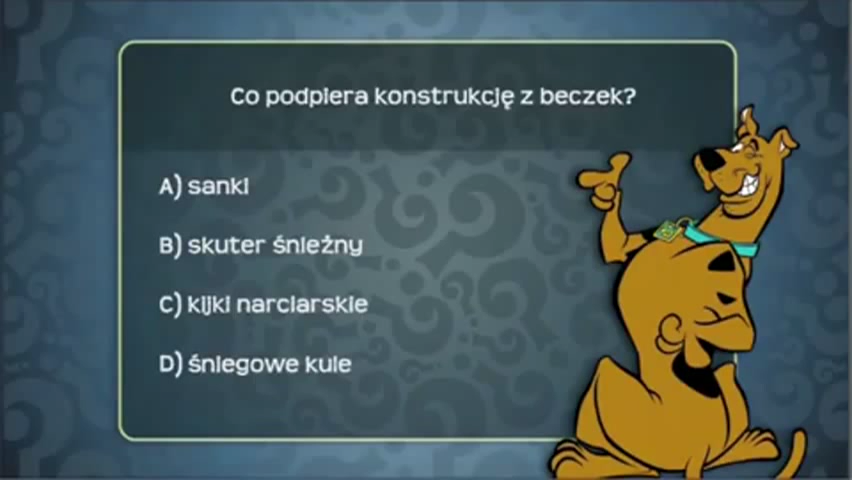 Co podpiera konstrukcję z beczek?
A) sanki
B) skuter śnieżny
C) kijki narciarskie
D) śniegowe kule